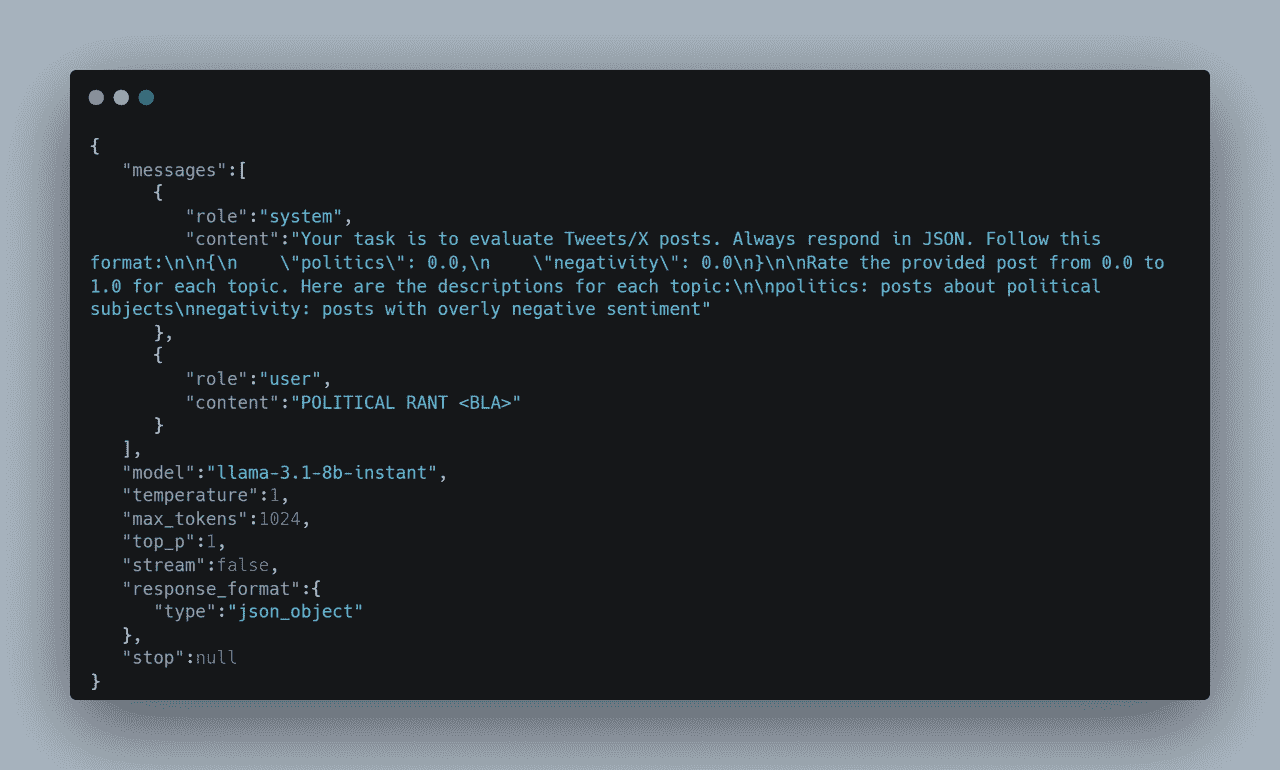 {
"messages":[
{
"role":"system",
"content":"Your task is to evaluate Tweets/X posts. Always respond in JSON. Follow this
format:\n\n{\n    \"politics\": 0.0,\n    \"negativity\": 0.0\n}\n\nRate the provided post from 0.0 to
1.0 for each topic. Here are the descriptions for each topic:\n\npolitics: posts about political
subjects\nnegativity: posts with overly negative sentiment"
},
{
"role":"user",
"content":"POLITICAL RANT <BLA>"
}
],
"model":"llama-3.1-8b-instant",
"temperature":1,
"max_tokens":1024,
"top_p":1,
"stream":false,
"response_format":{
"type":"json_object"
},
"stop":null
}